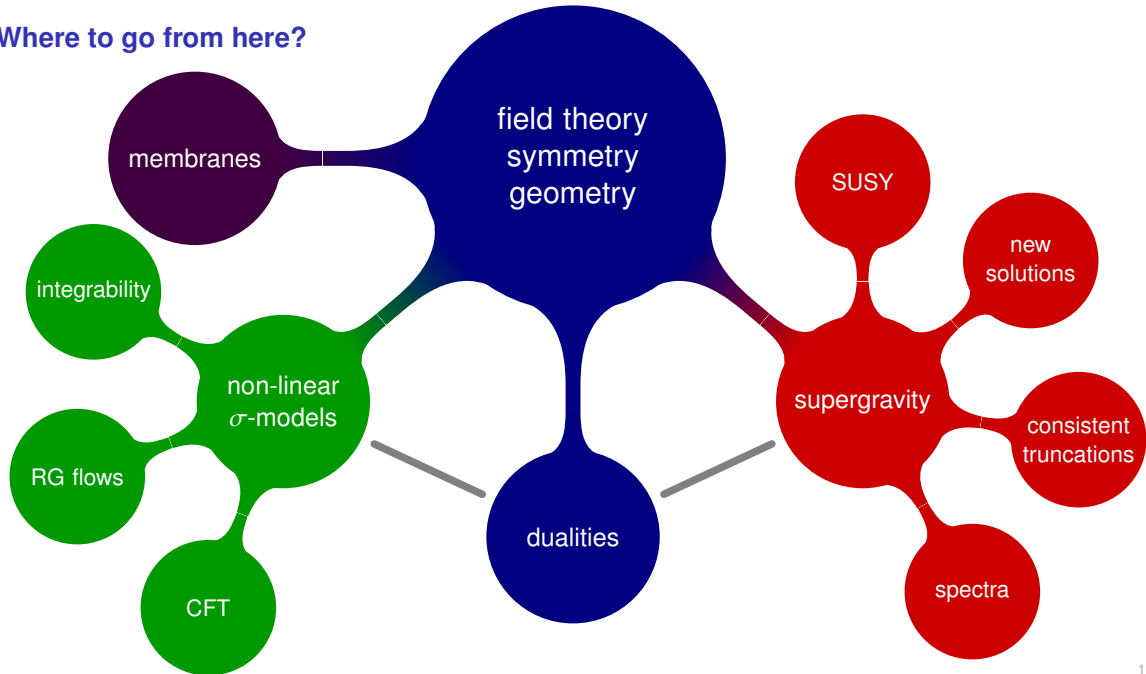 Where to go from here?
field theory
symmetry
geometry
membranes
SUSY
new
solutions
integrability
non-linear
σ-models
supergravity
consistent
truncations
RG flows
dualities
spectra
CFT
1